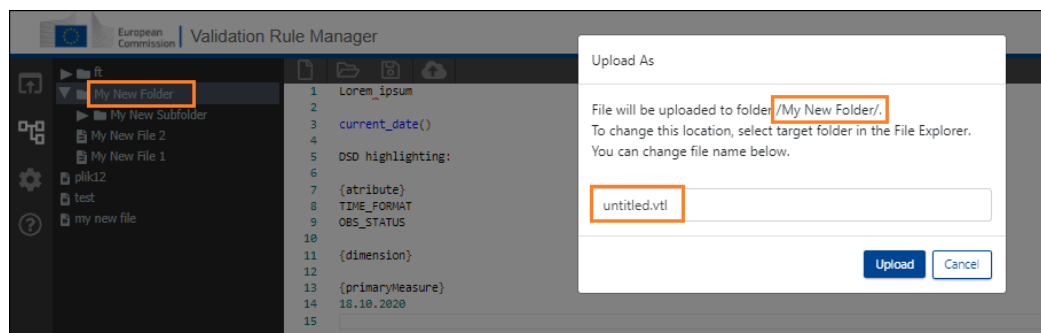 European
Commission
Validation Rule Manager
ft
My New Folder
My New Subfolder
My New File 2
My New File 1
plik12
test
my new file
1 Lorem ipsum
2
3 current_date()
4
5 DSD highlighting:
6
7 {atribute}
8 TIME_FORMAT
9 OBS_STATUS
10
11 {dimension}
12
13 {primaryMeasure}
14 18.10.2020
15
Upload As
File will be uploaded to folder /My New Folder/.
To change this location, select target folder in the File Explorer.
You can change file name below.
untitled.vtl
Upload Cancel